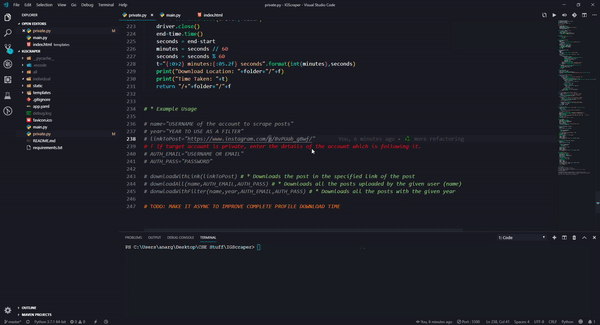 File Edit Selection View Go Debug Terminal Help
private.py - IGScraper - Visual Studio Code
EXPLORER
private.py
main.py
index.html
OPEN EDITORS
private.py
main.py
index.html templates
IGSCRAPER
__pycache__
.vscode
individual
static
templates
.gitignore
app.yaml
favicon.ico
main.py
private.py
README.md
requirements.txt
OUTLINE
MAVEN PROJECTS
223 driver.close()
224 end=time.time()
225 seconds = end-start
226 minutes = seconds // 60
227 seconds = seconds % 60
228 t="{:0>2} minutes:{:05.2f} seconds".format(int(minutes),seconds)
229 print("Download Location: "+folder+"/"+f)
230 print("Time Taken: "+t)
231 return "/"+folder+"/"+f
232
233
234 # * Example Usage
235
236 # name="USERNAME of the account to scrape posts"
237 # year="YEAR TO USE AS A FILTER"
238 # linkToPost="https://www.instagram.com/p/ You, 6 minutes ago • more refactoring
239 # ! If target account is private, enter the details of the account which is following it.
240 # AUTH_EMAIL="USERNAME OR EMAIL"
241 # AUTH_PASS="PASSWORD"
242
243 # downloadWithLink(linkToPost) # * Downloads the post in the specified link of the post
244 # downloadAll(name,AUTH_EMAIL,AUTH_PASS) # * Downloads all the posts uploaded by the given user (name)
245 # downloadWithFilter(name,year,AUTH_EMAIL,AUTH_PASS) # * Downloads all the posts with the given year
246
247 # TODO: MAKE IT ASYNC TO IMPROVE COMPLETE PROFILE DOWNLOAD TIME
PROBLEMS OUTPUT DEBUG CONSOLE TERMINAL
1: Code
PS C:\Users\anarg\Desktop\CSE Stuff\IGScraper>
master* Python 3.7.1 64-bit 0 0
You, 6 minutes ago Port : 5500 Ln 238, Col 61 Spaces: 4 UTF-8 CRLF Python